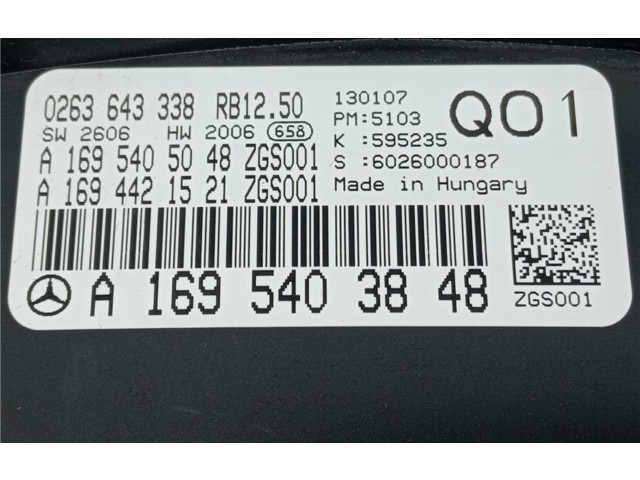 0263 643 338 RB12.50
SW 2606 HW 2006 658
A 169 540 50 48 ZGS001
A 169 442 15 21 ZGS001
130107
PM:5103
K :595235
S :6026000187
Made in Hungary
Q01
A 169 540 38 48
ZGS001